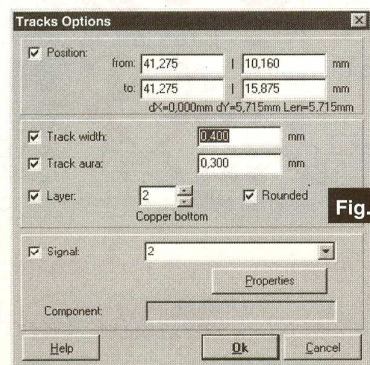 Tracks Options
Position:
from: 41,275 | 10,160 mm
to: 41,275 | 15,875 mm
dX=0,000mm dY=5,715mm Len=5,715mm
Track width: 0,400 mm
Track aura: 0,300 mm
Layer: 2 Rounded
Copper bottom
Fig.
Signal: 2
Properties
Component:
Help Ok Cancel